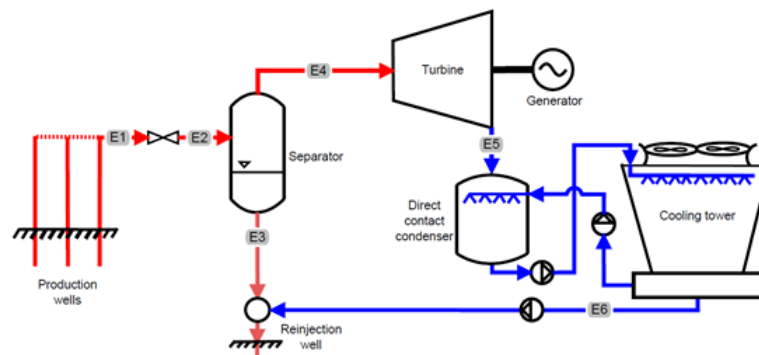 E4
Turbine
Generator
E1
E2
Separator
E5
Direct
contact
condenser
Cooling tower
E3
Production
wells
Reinjection
well
E6